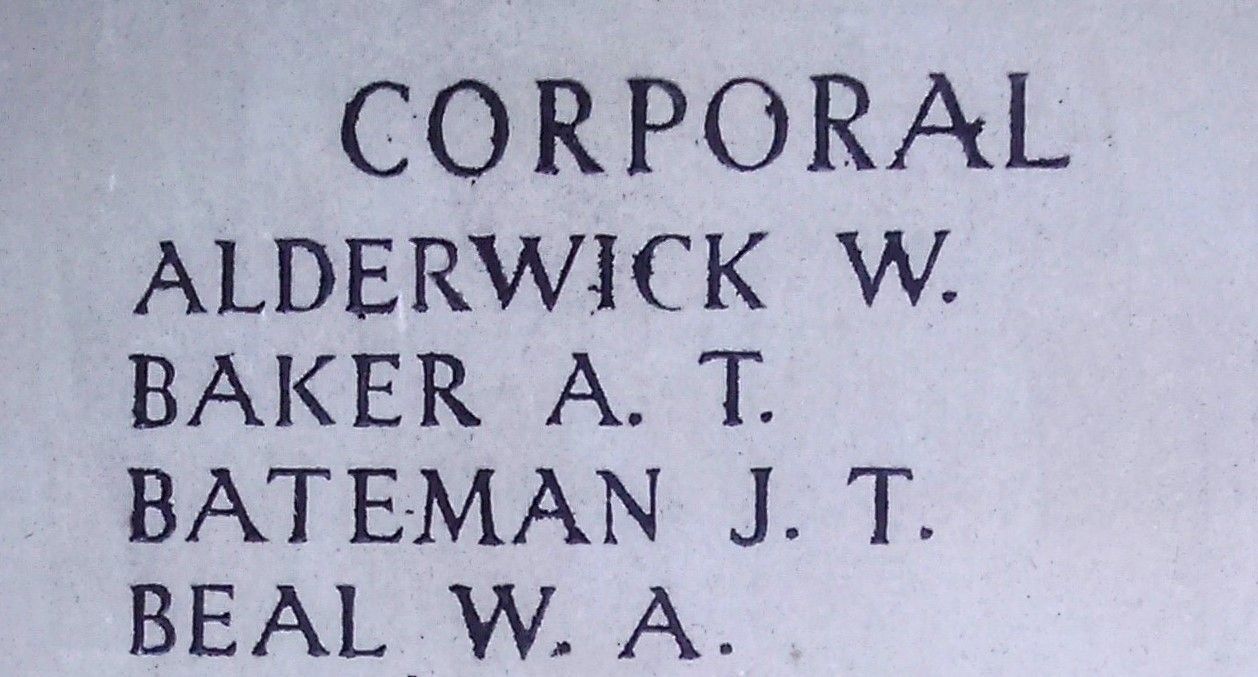 CORPORAL
ALDERWICK W.
BAKER A. T.
BATEMAN J. T.
BEAL W. A.